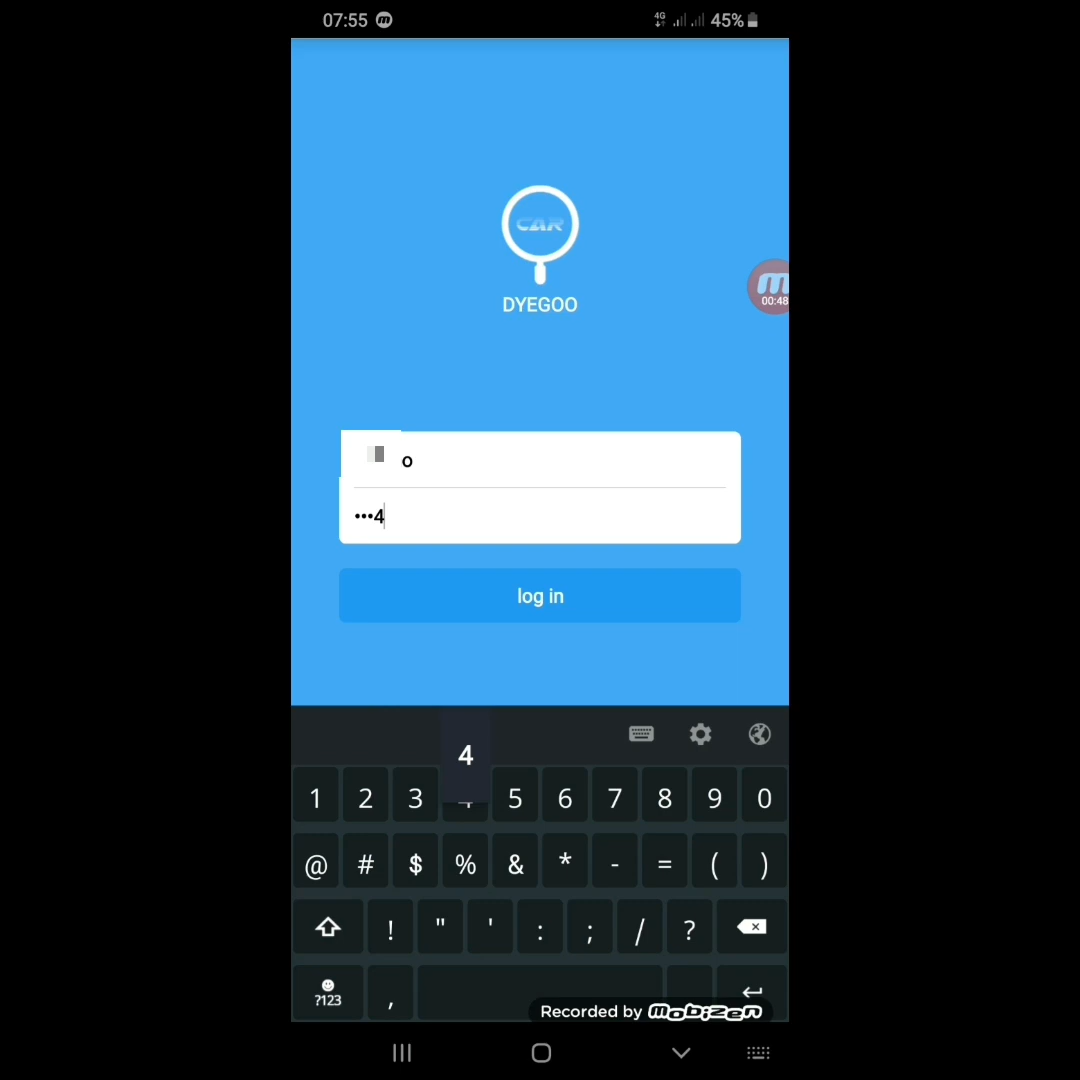 07:55 4G 45%
CAR
DYEGOO
00:48
o
•••4
log in
4
1 2 3 5 6 7 8 9 0
@ # $ % & * - = ( )
! " ' : ; / ?
?123 ,
Recorded by mobizen